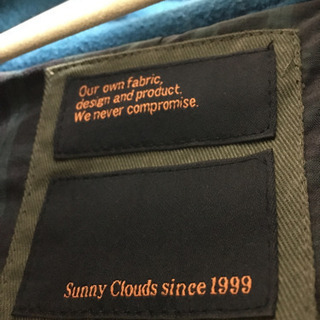 Our own fabric,
design and product.
We never compromise.
Sunny Clouds since 1999